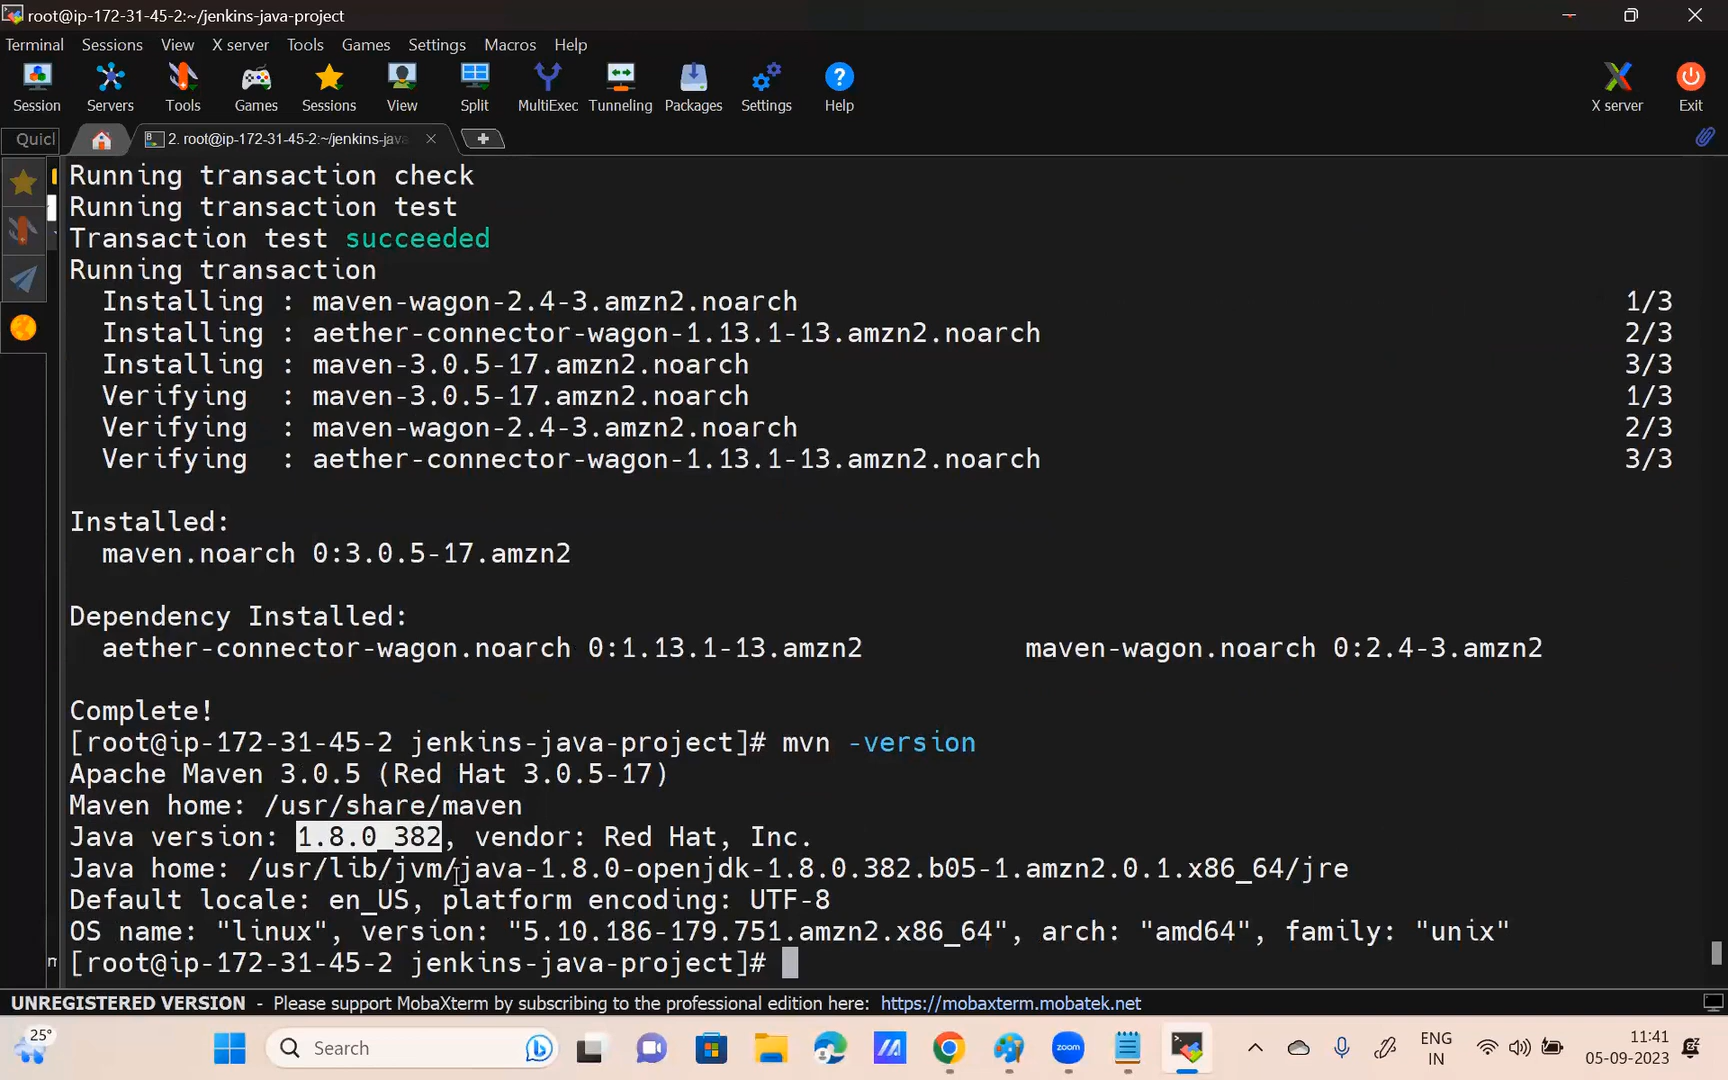 root@ip-172-31-45-2:~/jenkins-java-project
Terminal Sessions View X server Tools Games Settings Macros Help
Session Servers Tools Games Sessions View Split MultiExec Tunneling Packages Settings Help X server Exit
Quicl 2. root@ip-172-31-45-2:~/jenkins-java
Running transaction check
Running transaction test
Transaction test succeeded
Running transaction
Installing : maven-wagon-2.4-3.amzn2.noarch 1/3
Installing : aether-connector-wagon-1.13.1-13.amzn2.noarch 2/3
Installing : maven-3.0.5-17.amzn2.noarch 3/3
Verifying : maven-3.0.5-17.amzn2.noarch 1/3
Verifying : maven-wagon-2.4-3.amzn2.noarch 2/3
Verifying : aether-connector-wagon-1.13.1-13.amzn2.noarch 3/3
Installed:
maven.noarch 0:3.0.5-17.amzn2
Dependency Installed:
aether-connector-wagon.noarch 0:1.13.1-13.amzn2 maven-wagon.noarch 0:2.4-3.amzn2
Complete!
[root@ip-172-31-45-2 jenkins-java-project]# mvn -version
Apache Maven 3.0.5 (Red Hat 3.0.5-17)
Maven home: /usr/share/maven
Java version: 1.8.0_382, vendor: Red Hat, Inc.
Java home: /usr/lib/jvm/java-1.8.0-openjdk-1.8.0.382.b05-1.amzn2.0.1.x86_64/jre
Default locale: en_US, platform encoding: UTF-8
OS name: "linux", version: "5.10.186-179.751.amzn2.x86_64", arch: "amd64", family: "unix"
[root@ip-172-31-45-2 jenkins-java-project]#
UNREGISTERED VERSION - Please support MobaXterm by subscribing to the professional edition here: https://mobaxterm.mobatek.net
25° Search zoom ENG IN 11:41
05-09-2023